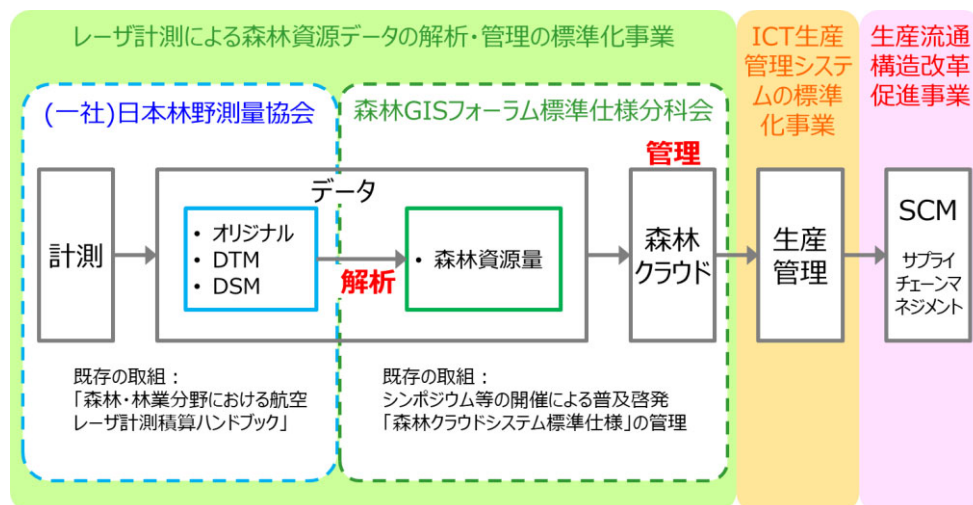 レーザ計測による森林資源データの解析・管理の標準化事業
ICT生産
管理システ
ムの標準
化事業
生産流通
構造改革
促進事業
(一社)日本林野測量協会
森林GISフォーラム標準仕様分科会
管理
データ
計測
• オリジナル
• DTM
• DSM
解析
• 森林資源量
森林
クラウド
生産
管理
SCM
サプライ
チェーンマ
ネジメント
既存の取組：
「森林・林業分野における航空
レーザ計測積算ハンドブック」
既存の取組：
シンポジウム等の開催による普及啓発
「森林クラウドシステム標準仕様」の管理